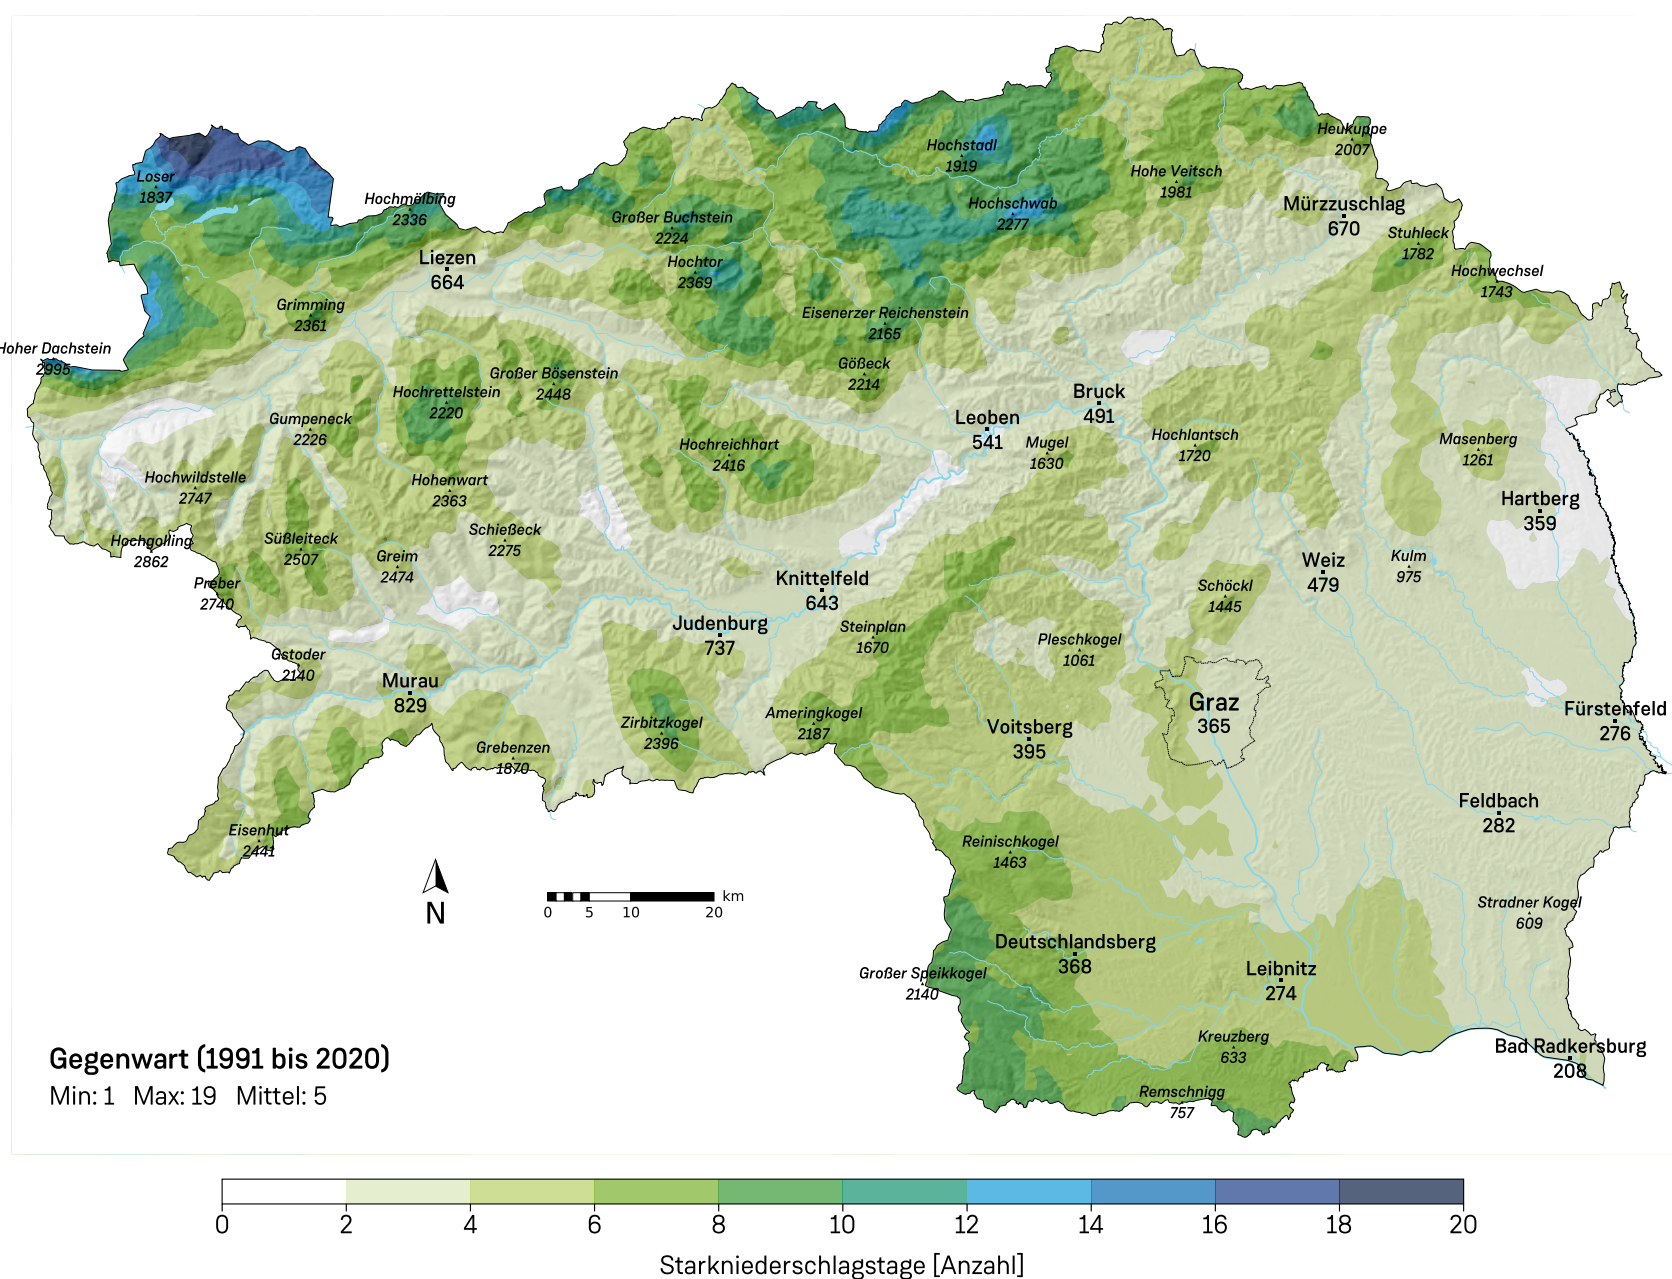 Heukuppe
2007
Hochstadl
1919
Hohe Veitsch
1981
Loser
1837
Hochmölbing
2336
Hochschwab
2277
Mürzzuschlag
670
Großer Buchstein
2224
Stuhleck
1782
Liezen
664
Hochtor
2369
Hochwechsel
1743
Grimming
2361
Eisenerzer Reichenstein
2165
Hoher Dachstein
2995
Gößeck
2214
Großer Bösenstein
2448
Hochrettelstein
2220
Bruck
491
Gumpeneck
2226
Leoben
541
Mugel
1630
Hochlantsch
1720
Hochreichhart
2416
Masenberg
1261
Hochwildstelle
2747
Hohenwart
2363
Hartberg
359
Hochgolling
2862
Süßleiteck
2507
Schießeck
2275
Greim
2474
Weiz
479
Kulm
975
Preber
2740
Knittelfeld
643
Schöckl
1445
Judenburg
737
Steinplan
1670
Pleschkogel
1061
Gstoder
2140
Murau
829
Graz
365
Fürstenfeld
276
Zirbitzkogel
2396
Ameringkogel
2187
Voitsberg
395
Grebenzen
1870
Feldbach
282
Eisenhut
2441
Reinischkogel
1463
N
km
0 5 10 20
Stradner Kogel
609
Deutschlandsberg
368
Großer Speikkogel
2140
Leibnitz
274
Kreuzberg
633
Bad Radkersburg
208
Remschnigg
757
Gegenwart (1991 bis 2020)
Min: 1 Max: 19 Mittel: 5
0 2 4 6 8 10 12 14 16 18 20
Starkniederschlagstage [Anzahl]